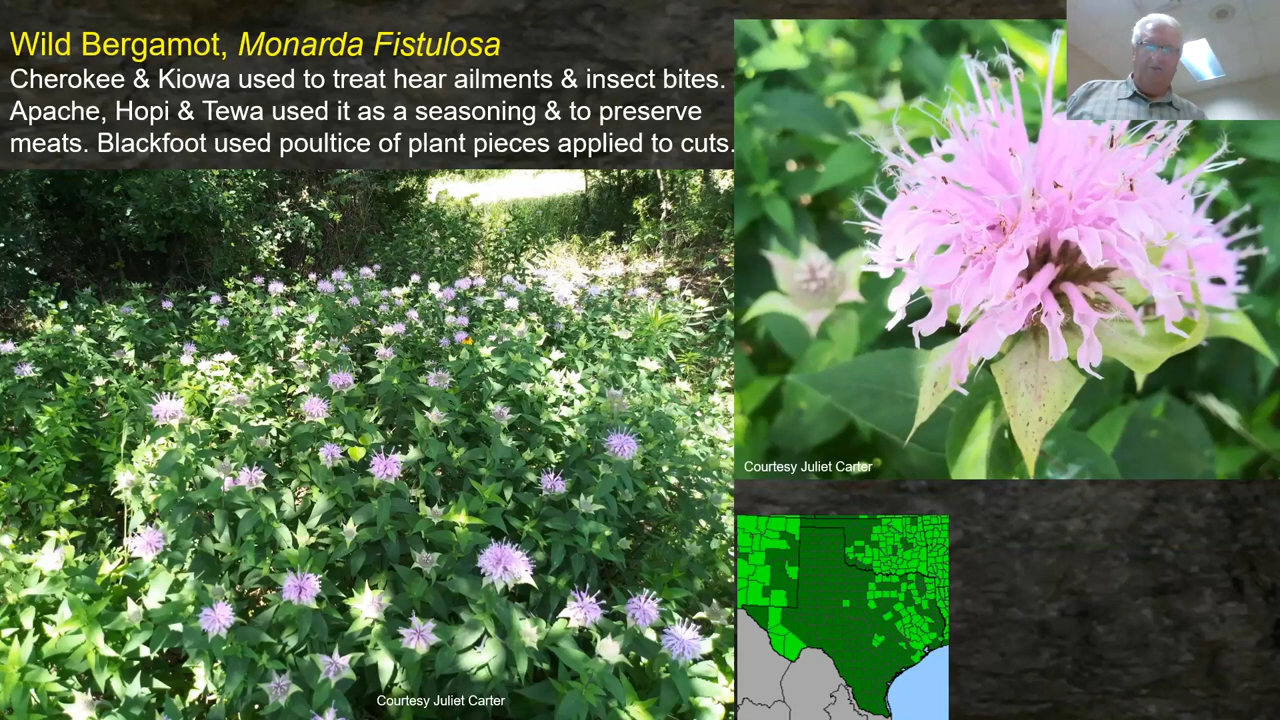 Wild Bergamot, Monarda Fistulosa
Cherokee & Kiowa used to treat hear ailments & insect bites.
Apache, Hopi & Tewa used it as a seasoning & to preserve
meats. Blackfoot used poultice of plant pieces applied to cuts.
Courtesy Juliet Carter
Courtesy Juliet Carter